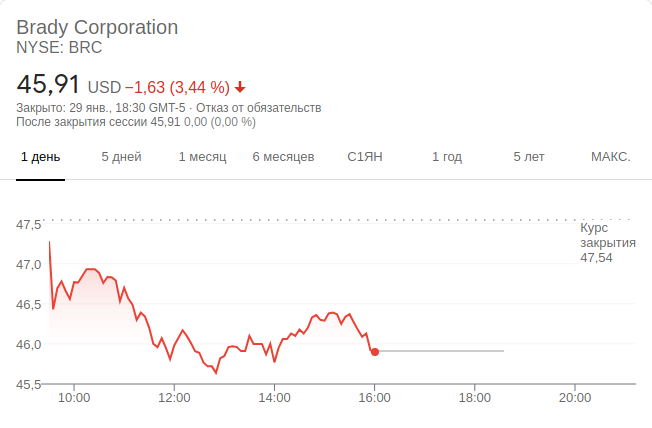 Brady Corporation
NYSE: BRC
45,91 USD −1,63 (3,44 %)
Закрыто: 29 янв., 18:30 GMT-5 · Отказ от обязательств
После закрытия сессии 45,91 0,00 (0,00 %)
1 день 5 дней 1 месяц 6 месяцев С1ЯН 1 год 5 лет МАКС.
47,5
Курс
закрытия
47,54
47,0
46,5
46,0
45,5
10:00 12:00 14:00 16:00 18:00 20:00